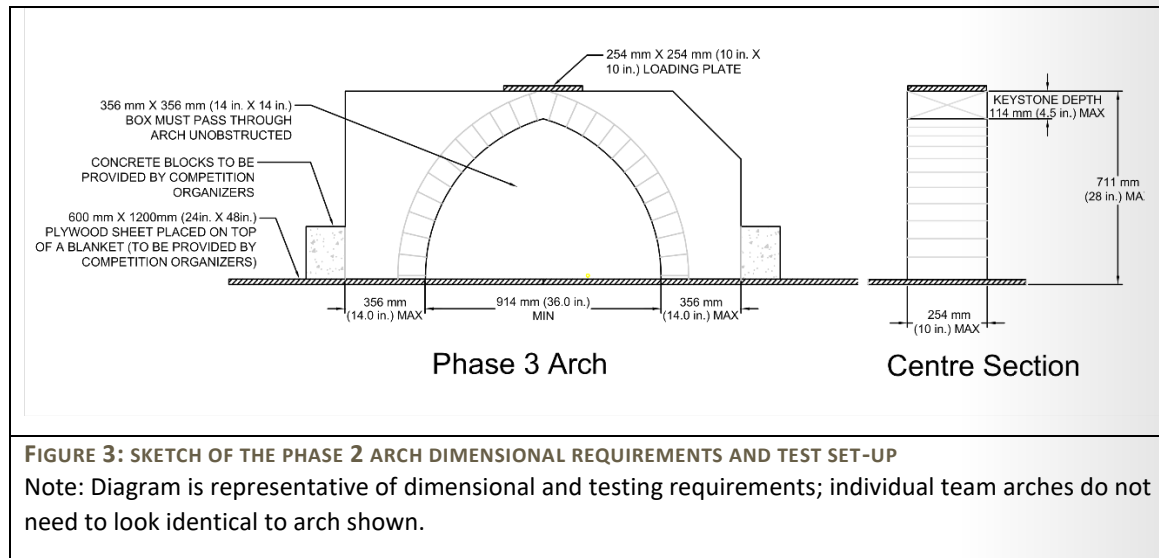 254 mm X 254 mm (10 in. X
10 in.) LOADING PLATE
356 mm X 356 mm (14 in. X 14 in.)
BOX MUST PASS THROUGH
ARCH UNOBSTRUCTED
CONCRETE BLOCKS TO BE
PROVIDED BY COMPETITION
ORGANIZERS
600 mm X 1200mm (24in. X 48in.)
PLYWOOD SHEET PLACED ON TOP
OF A BLANKET (TO BE PROVIDED BY
COMPETITION ORGANIZERS)
356 mm
(14.0 in.) MAX
914 mm (36.0 in.)
MIN
356 mm
(14.0 in.) MAX
Phase 3 Arch
KEYSTONE DEPTH
114 mm (4.5 in.) MAX
711 mm
(28 in.) MA
254 mm
(10 in.) MAX
Centre Section
FIGURE 3: SKETCH OF THE PHASE 2 ARCH DIMENSIONAL REQUIREMENTS AND TEST SET-UP
Note: Diagram is representative of dimensional and testing requirements; individual team arches do not
need to look identical to arch shown.